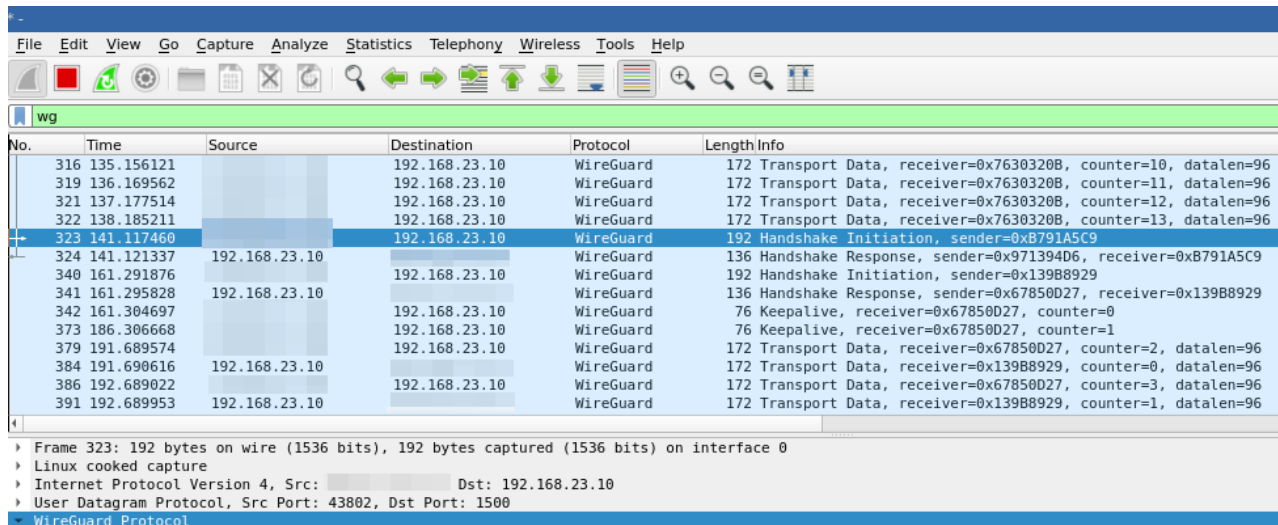 * -
File Edit View Go Capture Analyze Statistics Telephony Wireless Tools Help
wg
No. Time Source Destination Protocol Length Info
316 135.156121 192.168.23.10 WireGuard 172 Transport Data, receiver=0x7630320B, counter=10, datalen=96
319 136.169562 192.168.23.10 WireGuard 172 Transport Data, receiver=0x7630320B, counter=11, datalen=96
321 137.177514 192.168.23.10 WireGuard 172 Transport Data, receiver=0x7630320B, counter=12, datalen=96
322 138.185211 192.168.23.10 WireGuard 172 Transport Data, receiver=0x7630320B, counter=13, datalen=96
323 141.117460 192.168.23.10 WireGuard 192 Handshake Initiation, sender=0xB791A5C9
324 141.121337 192.168.23.10 WireGuard 136 Handshake Response, sender=0x971394D6, receiver=0xB791A5C9
340 161.291876 192.168.23.10 WireGuard 192 Handshake Initiation, sender=0x139B8929
341 161.295828 192.168.23.10 WireGuard 136 Handshake Response, sender=0x67850D27, receiver=0x139B8929
342 161.304697 192.168.23.10 WireGuard 76 Keepalive, receiver=0x67850D27, counter=0
373 186.306668 192.168.23.10 WireGuard 76 Keepalive, receiver=0x67850D27, counter=1
379 191.689574 192.168.23.10 WireGuard 172 Transport Data, receiver=0x67850D27, counter=2, datalen=96
384 191.690616 192.168.23.10 WireGuard 172 Transport Data, receiver=0x139B8929, counter=0, datalen=96
386 192.689022 192.168.23.10 WireGuard 172 Transport Data, receiver=0x67850D27, counter=3, datalen=96
391 192.689953 192.168.23.10 WireGuard 172 Transport Data, receiver=0x139B8929, counter=1, datalen=96
Frame 323: 192 bytes on wire (1536 bits), 192 bytes captured (1536 bits) on interface 0
Linux cooked capture
Internet Protocol Version 4, Src: Dst: 192.168.23.10
User Datagram Protocol, Src Port: 43802, Dst Port: 1500
WireGuard Protocol